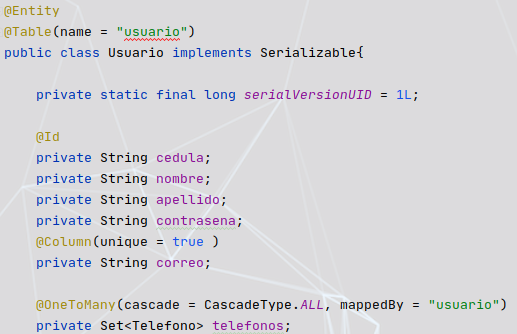 @Entity
@Table(name = "usuario")
public class Usuario implements Serializable{
private static final long serialVersionUID = 1L;
@Id
private String cedula;
private String nombre;
private String apellido;
private String contrasena;
@Column(unique = true )
private String correo;
@OneToMany(cascade = CascadeType.ALL, mappedBy = "usuario")
private Set<Telefono> telefonos;